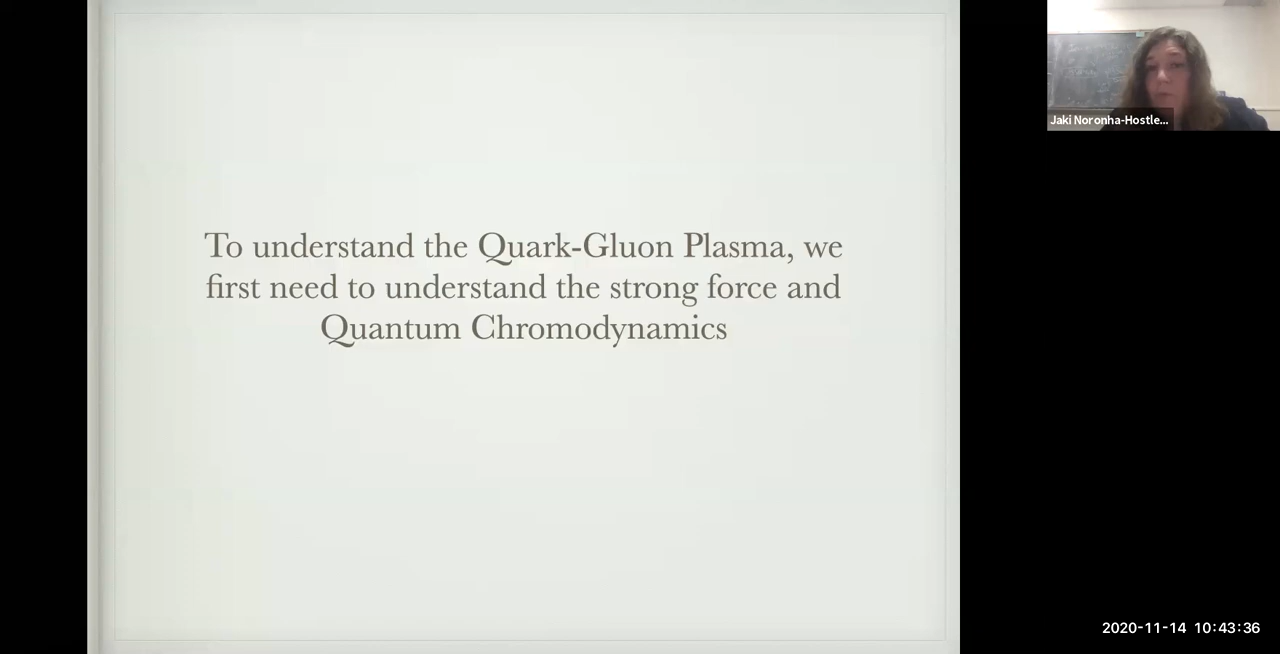 To understand the Quark-Gluon Plasma, we
first need to understand the strong force and
Quantum Chromodynamics
Jaki Noronha-Hostle...
2020-11-14 10:43:36